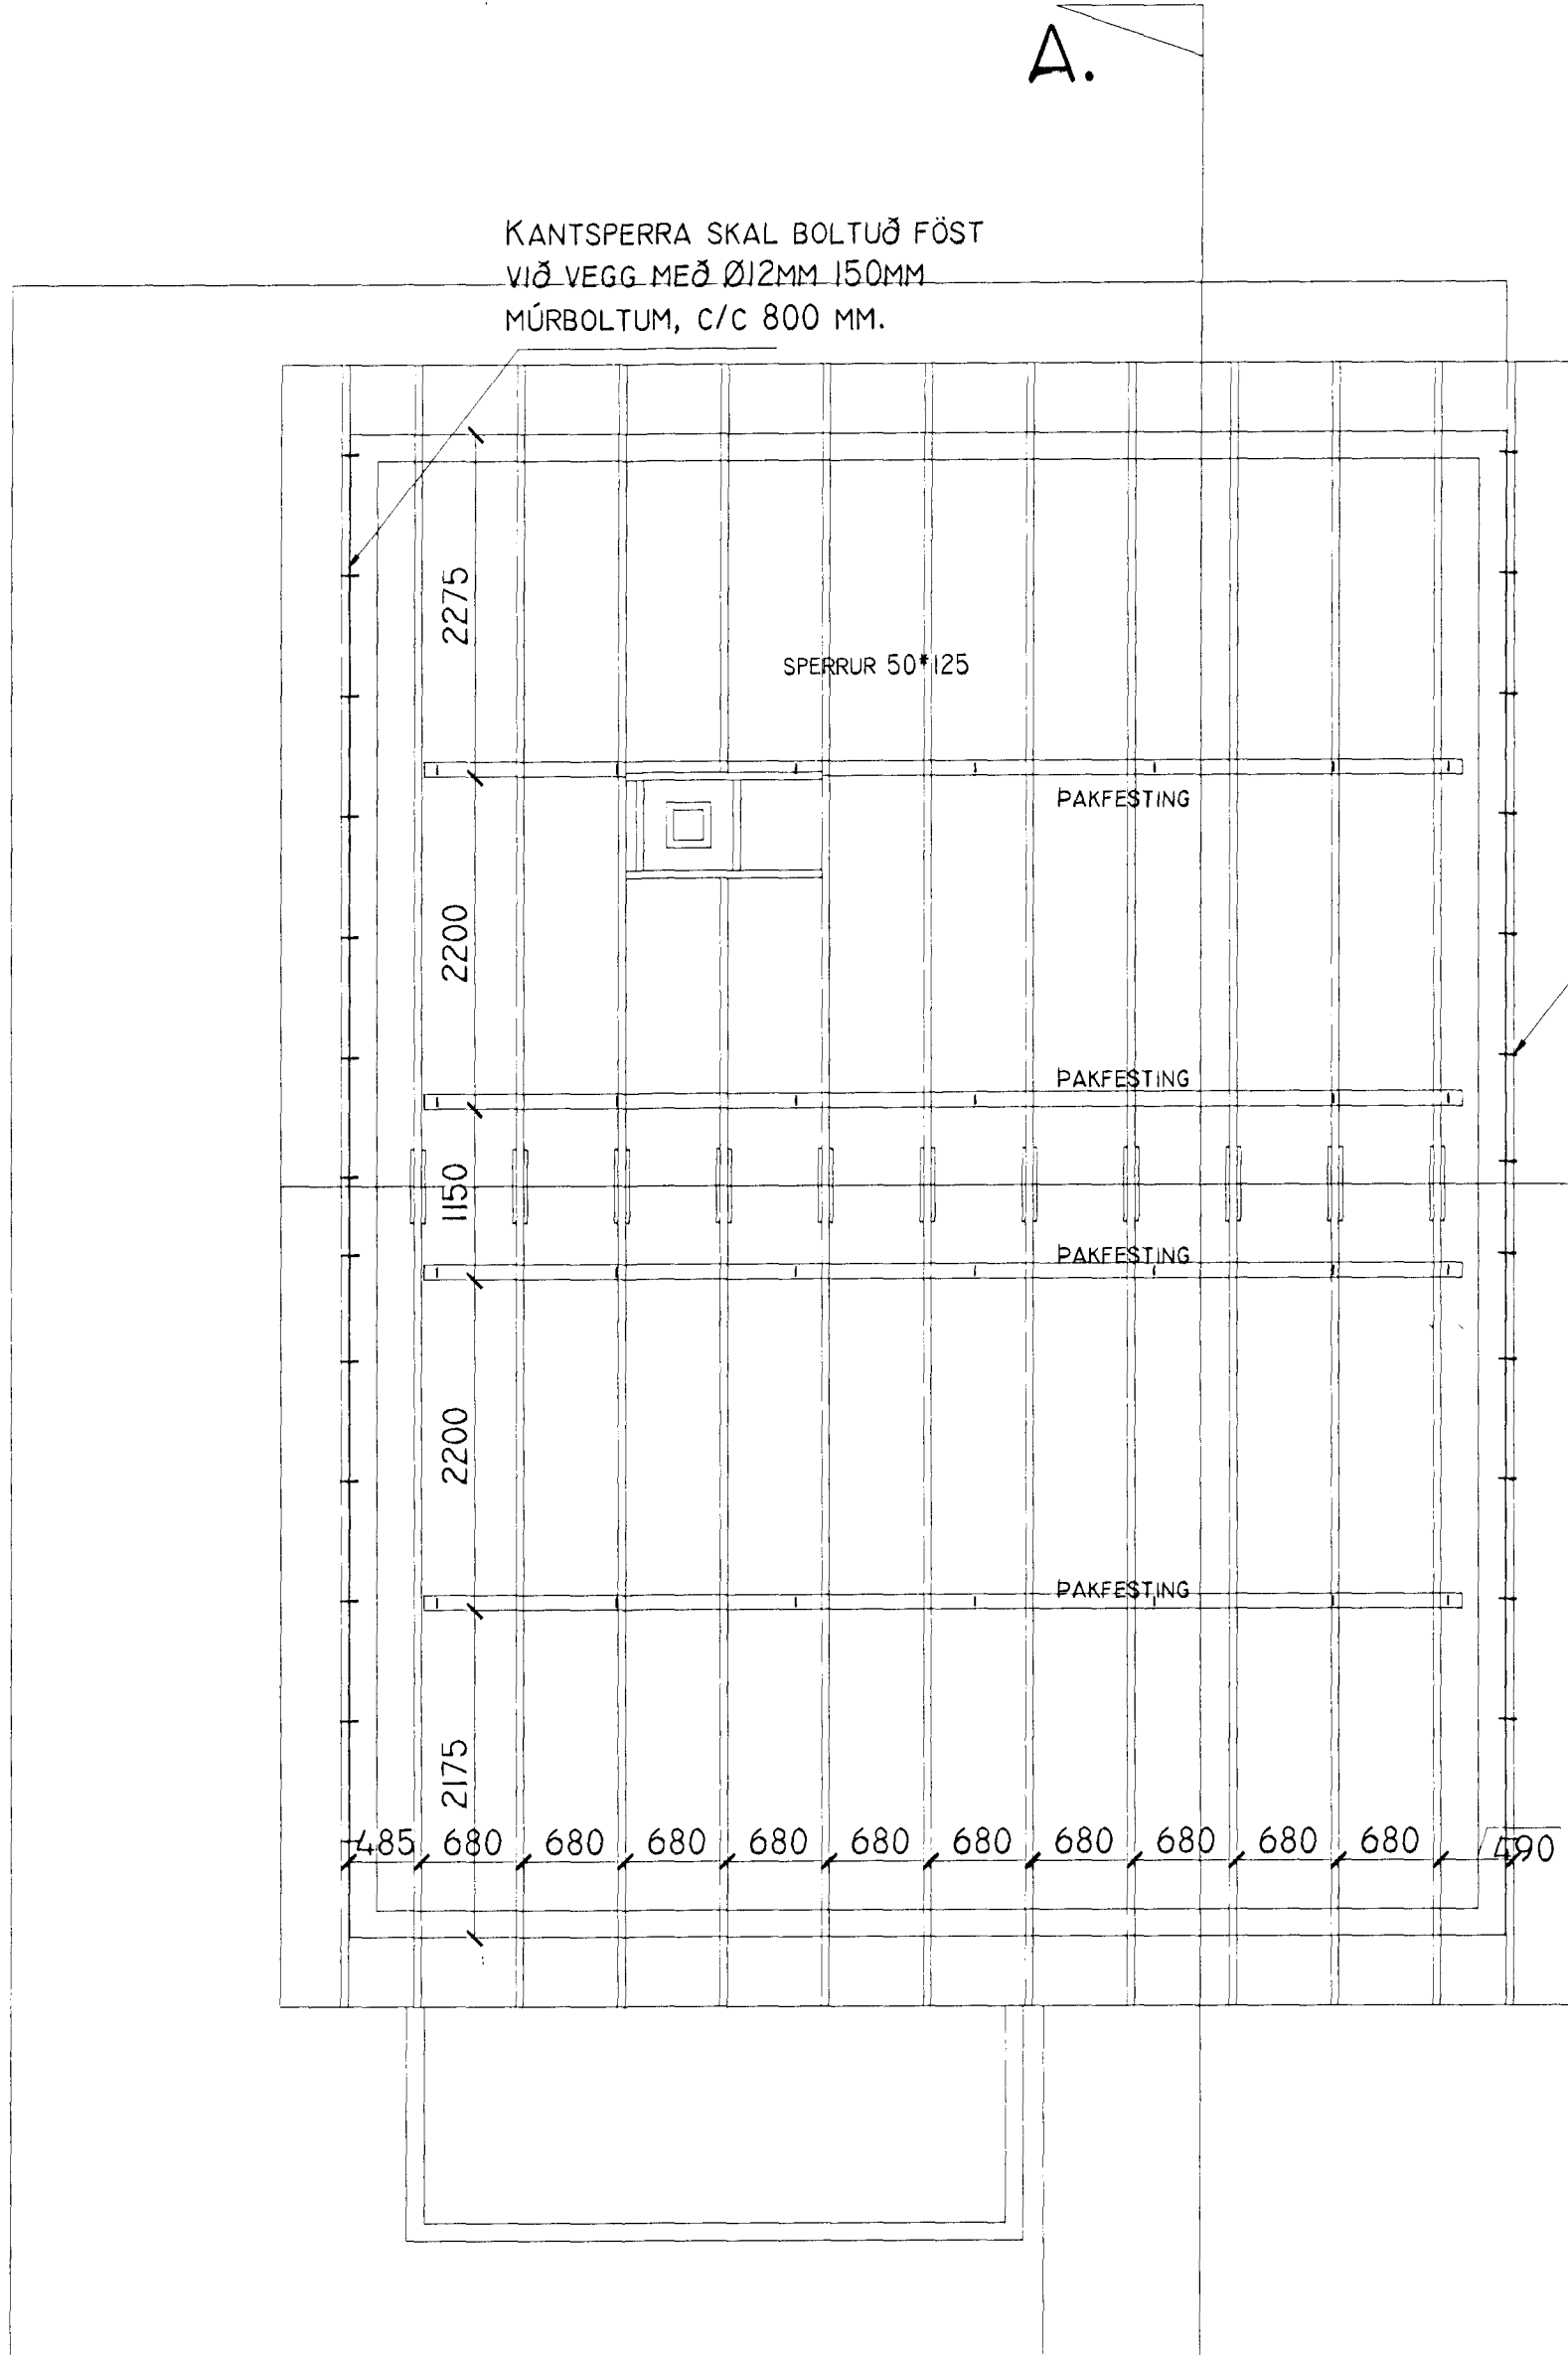 A.
KANTSPERRA SKAL BOLTUÐ FÖST
VIÐ VEGG MEÐ Ø12MM 150MM
MÚRBOLTUM, C/C 800 MM.
2275
SPERRUR 50*125
ÞAKFESTING
2200
ÞAKFESTING
1150
ÞAKFESTING
2200
ÞAKFESTING
2175
485 680 680 680 680 680 680 680 680 680 680 490